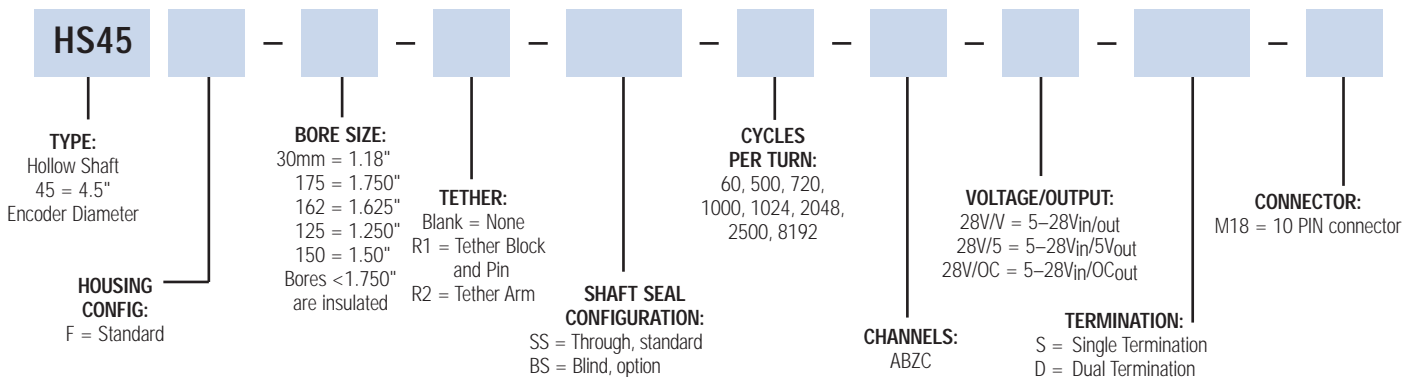 HS45 – – – – – – – –
TYPE:
Hollow Shaft
45 = 4.5"
Encoder Diameter
HOUSING
CONFIG:
F = Standard
BORE SIZE:
30mm = 1.18"
175 = 1.750"
162 = 1.625"
125 = 1.250"
150 = 1.50"
Bores <1.750"
are insulated
TETHER:
Blank = None
R1 = Tether Block
and Pin
R2 = Tether Arm
SHAFT SEAL
CONFIGURATION:
SS = Through, standard
BS = Blind, option
CYCLES
PER TURN:
60, 500, 720,
1000, 1024, 2048,
2500, 8192
CHANNELS:
ABZC
VOLTAGE/OUTPUT:
28V/V = 5–28Vin/out
28V/5 = 5–28Vin/5Vout
28V/OC = 5–28Vin/OCout
TERMINATION:
S = Single Termination
D = Dual Termination
CONNECTOR:
M18 = 10 PIN connector